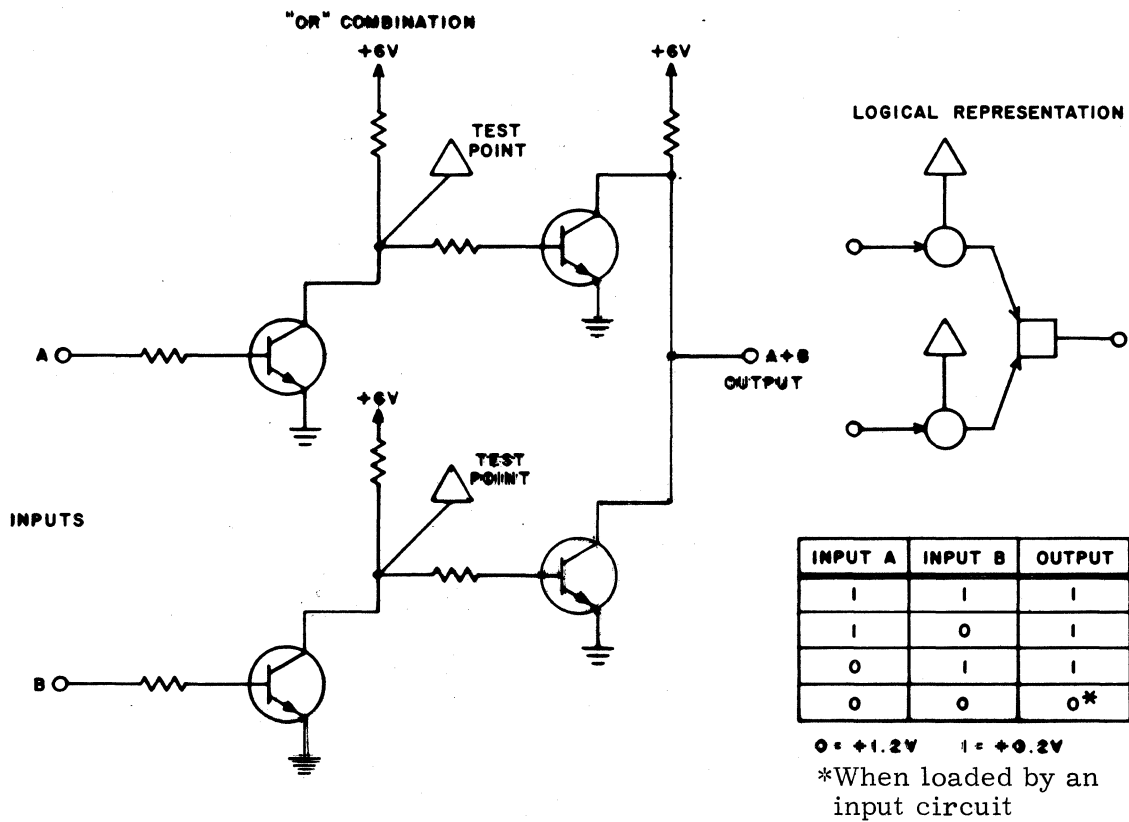 "OR" COMBINATION
+6V
+6V
TEST
POINT
LOGICAL REPRESENTATION
A
A+B
OUTPUT
+6V
TEST
POINT
INPUTS
B
INPUT A INPUT B OUTPUT
1 1 1
1 0 1
0 1 1
0 0 0*
0 = +1.2V 1 = +0.2V
*When loaded by an
input circuit